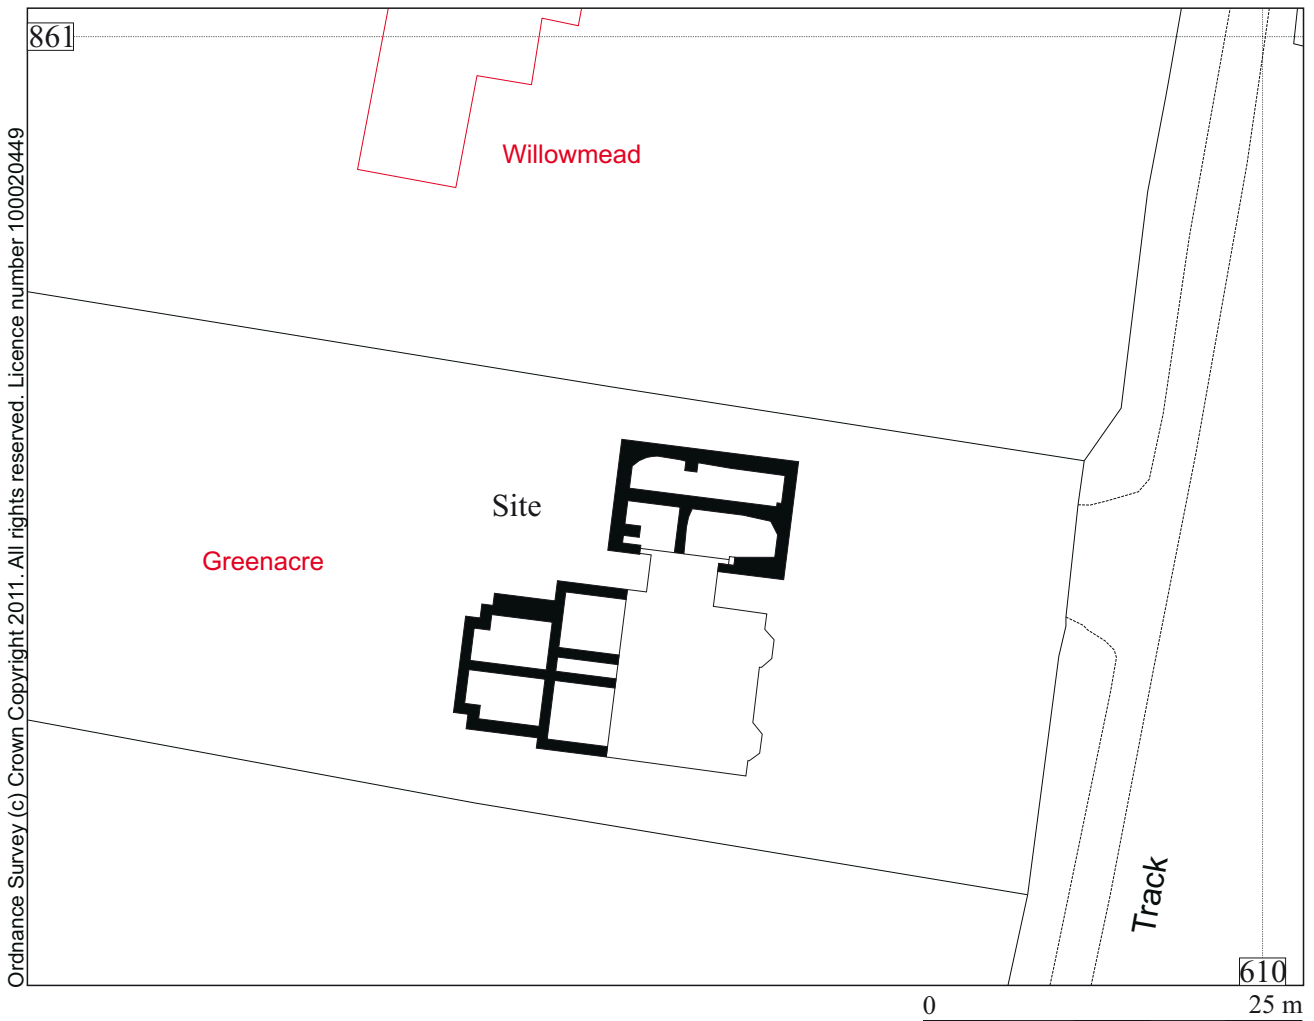 861
Willowmead
Ordnance Survey (c) Crown Copyright 2011. All rights reserved. Licence number 100020449
Site
Greenacre
Track
610
0 25 m